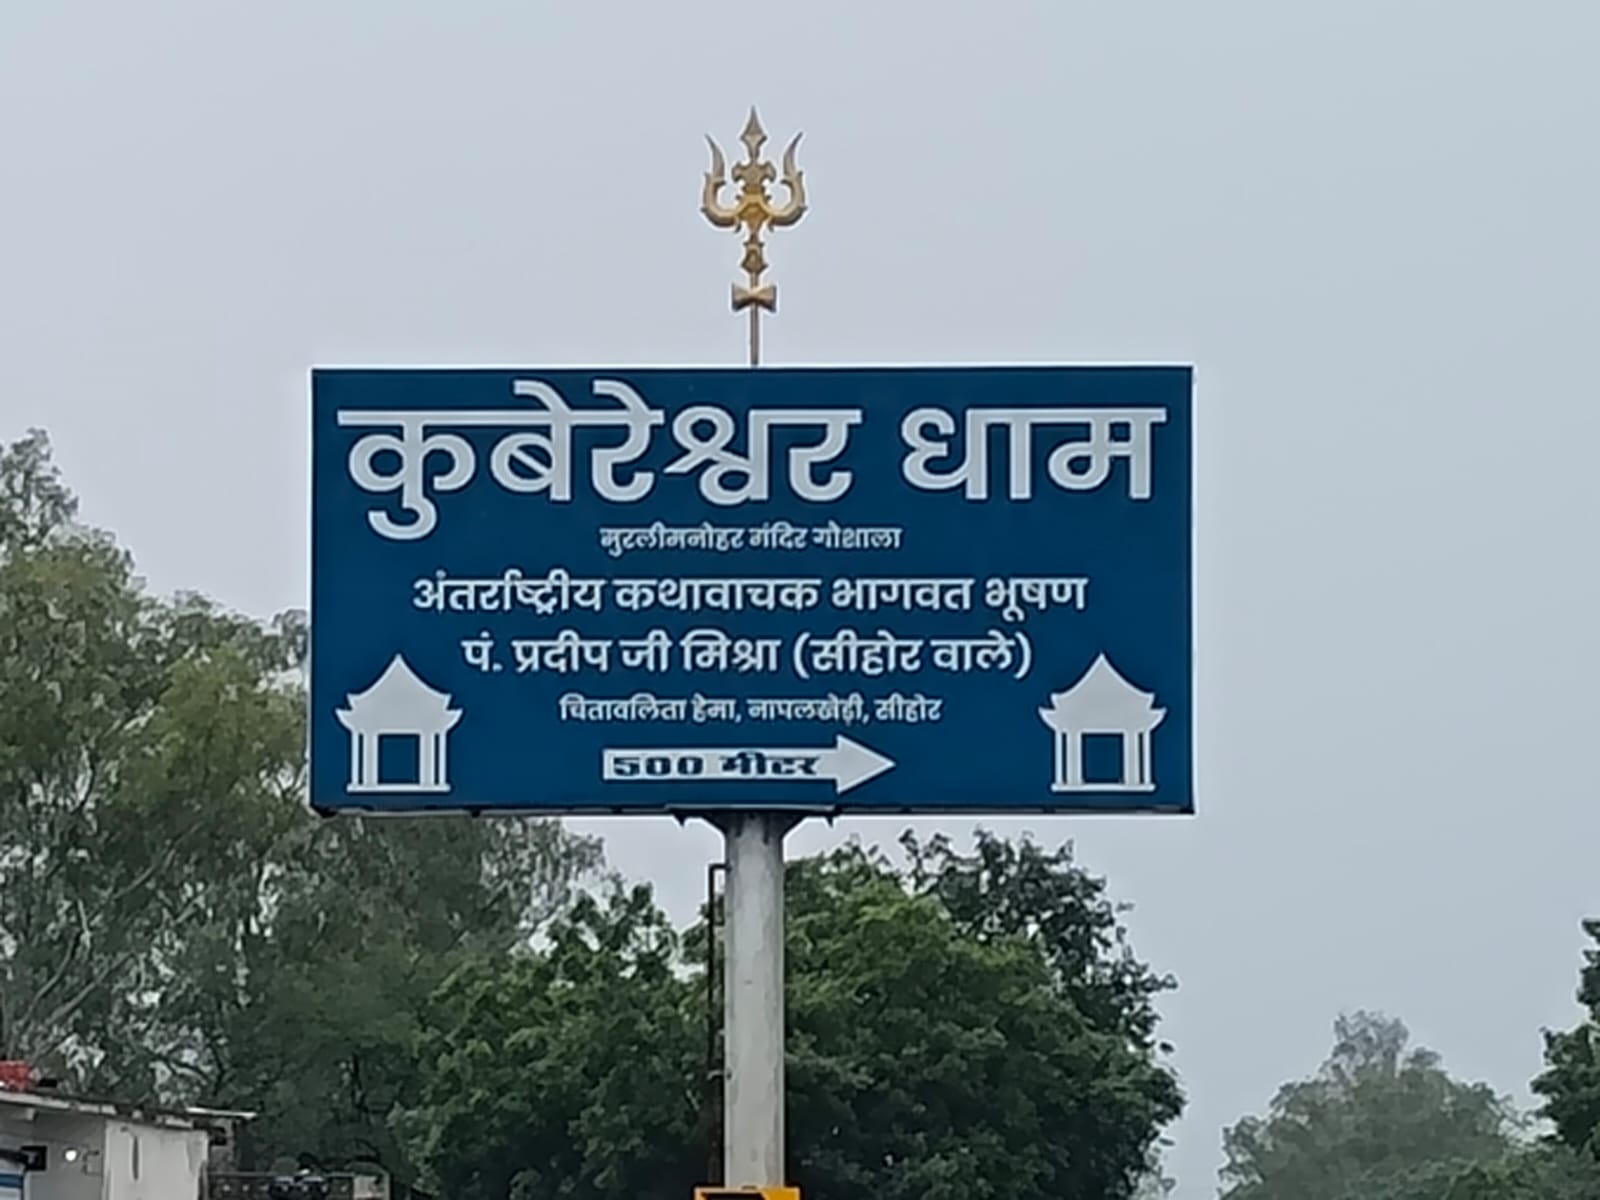 कुबेरेश्वर धाम
मुरलीमनोहर मंदिर गौशाला
अंतर्राष्ट्रीय कथावाचक भागवत भूषण
पं. प्रदीप जी मिश्रा (सीहोर वाले)
चितावलिता हेमा, नापलखेड़ी, सीहोर
500 मीटर